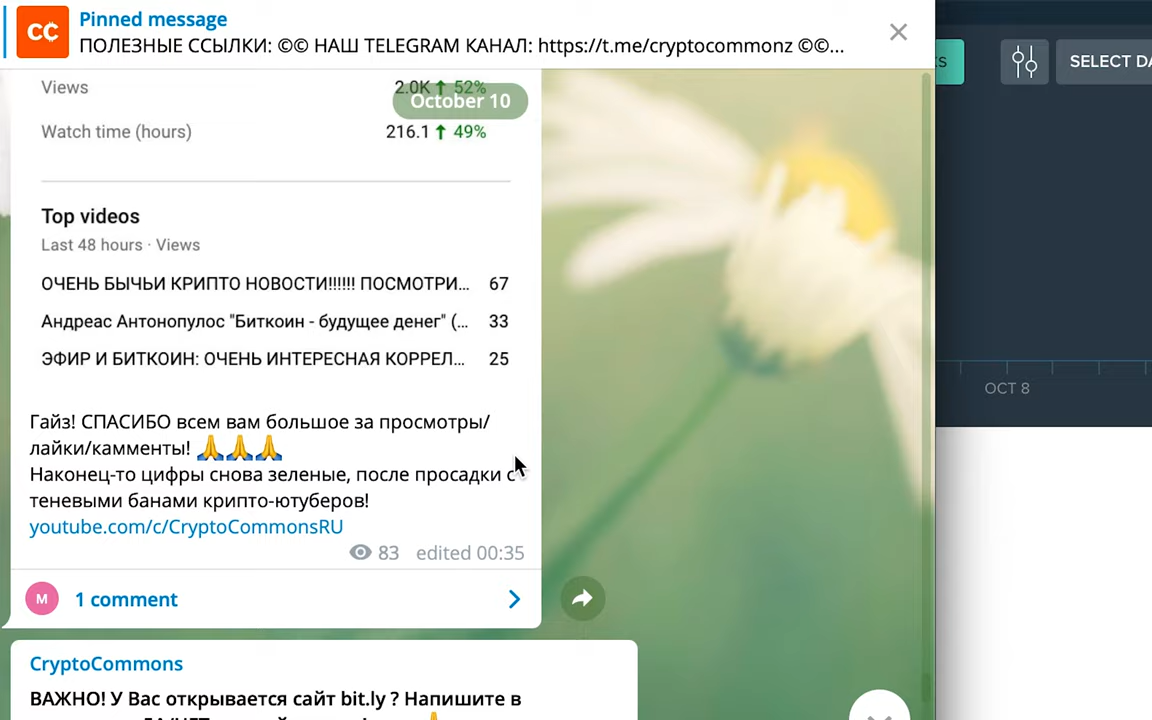 Pinned message
ПОЛЕЗНЫЕ ССЫЛКИ: ©© НАШ TELEGRAM КАНАЛ: https://t.me/cryptocommonz ©©...
SELECT DA
Views 2.0K ↑ 52%
October 10
Watch time (hours) 216.1 ↑ 49%
Top videos
Last 48 hours · Views
ОЧЕНЬ БЫЧЬИ КРИПТО НОВОСТИ!!!!!! ПОСМОТРИ... 67
Андреас Антонопулос "Биткоин - будущее денег" (... 33
ЭФИР И БИТКОИН: ОЧЕНЬ ИНТЕРЕСНАЯ КОРРЕЛ... 25
OCT 8
Гайз! СПАСИБО всем вам большое за просмотры/
лайки/камменты! 🙏🙏🙏
Наконец-то цифры снова зеленые, после просадки с
теневыми банами крипто-ютуберов!
youtube.com/c/CryptoCommonsRU
83 edited 00:35
M 1 comment
CryptoCommons
ВАЖНО! У Вас открывается сайт bit.ly ? Напишите в